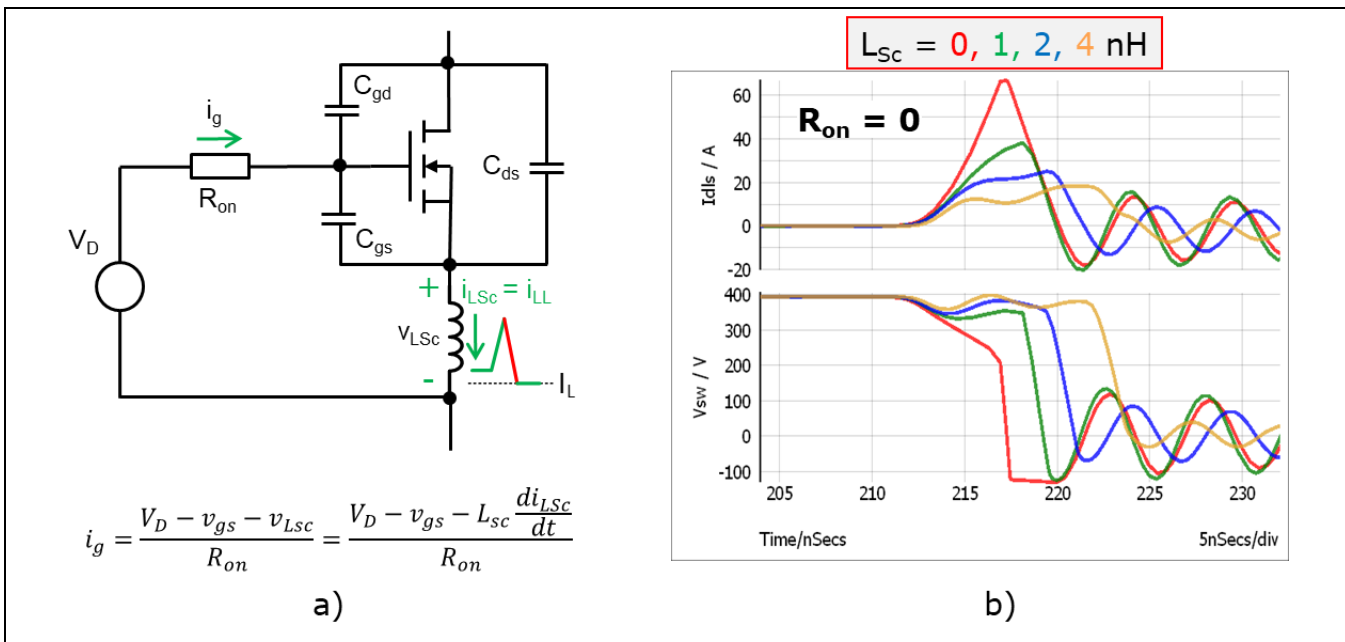 C_gd
i_g
R_on
C_gs
C_ds
V_D
+ i_LSc = i_LL
v_LSc
- I_L
i_g = (V_D − v_gs − v_Lsc) / R_on = (V_D − v_gs − L_sc di_LSc/dt) / R_on
a)
L_Sc = 0, 1, 2, 4 nH
R_on = 0
Idls / A
60
40
20
0
-20
Vsw / V
400
300
200
100
0
-100
205 210 215 220 225 230
Time/nSecs 5nSecs/div
b)